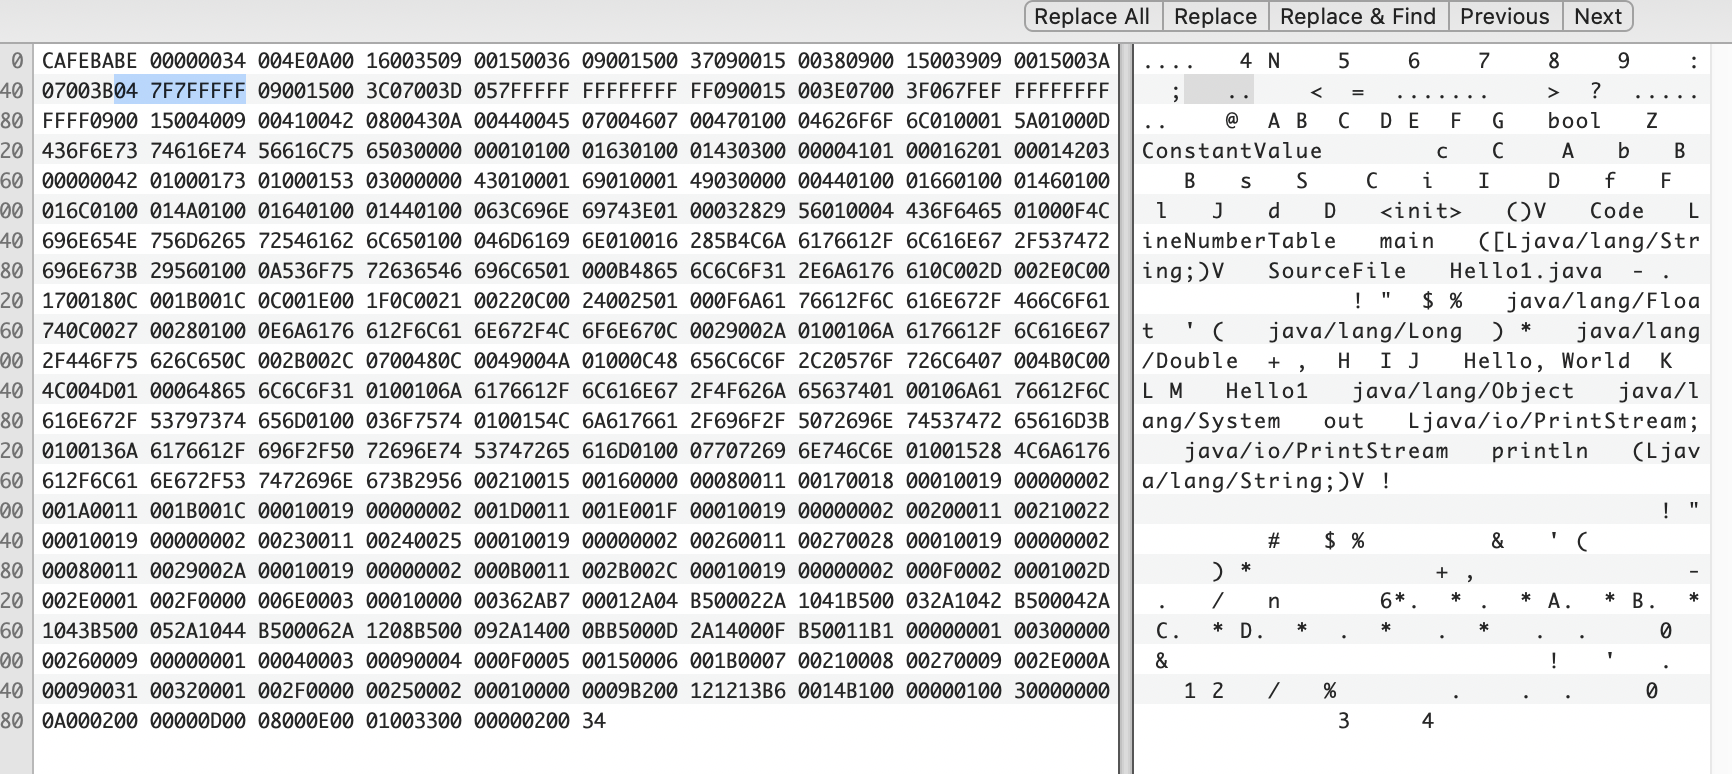 Replace All Replace Replace & Find Previous Next
0 CAFEBABE 00000034 004E0A00 16003509 00150036 09001500 37090015 00380900 15003909 0015003A .... 4 N 5 6 7 8 9 :
40 07003B04 7F7FFFFF 09001500 3C07003D 057FFFFF FFFFFFFF FF090015 003E0700 3F067FEF FFFFFFFF ; .. < = ....... > ? .....
80 FFFF0900 15004009 00410042 0800430A 00440045 07004607 00470100 04626F6F 6C010001 5A01000D .. @ A B C D E F G bool Z
20 436F6E73 74616E74 56616C75 65030000 00010100 01630100 01430300 00004101 00016201 00014203 ConstantValue c C A b B
60 00000042 01000173 01000153 03000000 43010001 69010001 49030000 00440100 01660100 01460100 B s S C i I D f F
00 016C0100 014A0100 01640100 01440100 063C696E 69743E01 00032829 56010004 436F6465 01000F4C l J d D <init> ()V Code L
40 696E654E 756D6265 72546162 6C650100 046D6169 6E010016 285B4C6A 6176612F 6C616E67 2F537472 ineNumberTable main ([Ljava/lang/Str
80 696E673B 29560100 0A536F75 72636546 696C6501 000B4865 6C6C6F31 2E6A6176 610C002D 002E0C00 ing;)V SourceFile Hello1.java - .
20 1700180C 001B001C 0C001E00 1F0C0021 00220C00 24002501 000F6A61 76612F6C 616E672F 466C6F61 ! " $ % java/lang/Floa
60 740C0027 00280100 0E6A6176 612F6C61 6E672F4C 6F6E670C 0029002A 0100106A 6176612F 6C616E67 t ' ( java/lang/Long ) * java/lang
00 2F446F75 626C650C 002B002C 0700480C 0049004A 01000C48 656C6C6F 2C20576F 726C6407 004B0C00 /Double + , H I J Hello, World K
40 4C004D01 00064865 6C6C6F31 0100106A 6176612F 6C616E67 2F4F626A 65637401 00106A61 76612F6C L M Hello1 java/lang/Object java/l
80 616E672F 53797374 656D0100 036F7574 0100154C 6A617661 2F696F2F 5072696E 74537472 65616D3B ang/System out Ljava/io/PrintStream;
20 0100136A 6176612F 696F2F50 72696E74 53747265 616D0100 07707269 6E746C6E 01001528 4C6A6176 java/io/PrintStream println (Ljav
60 612F6C61 6E672F53 7472696E 673B2956 00210015 00160000 00080011 00170018 00010019 00000002 a/lang/String;)V !
00 001A0011 001B001C 00010019 00000002 001D0011 001E001F 00010019 00000002 00200011 00210022 ! "
40 00010019 00000002 00230011 00240025 00010019 00000002 00260011 00270028 00010019 00000002 # $ % & ' (
80 00080011 0029002A 00010019 00000002 000B0011 002B002C 00010019 00000002 000F0002 0001002D ) * + , -
20 002E0001 002F0000 006E0003 00010000 00362AB7 00012A04 B500022A 1041B500 032A1042 B500042A . / n 6*. *. *A. *B. *
60 1043B500 052A1044 B500062A 1208B500 092A1400 0BB5000D 2A14000F B50011B1 00000001 00300000 C. *D. * . * . * . . 0
00 00260009 00000001 00040003 00090004 000F0005 00150006 001B0007 00210008 00270009 002E000A & ! ' .
40 00090031 00320001 002F0000 00250002 00010000 0009B200 121213B6 0014B100 00000100 30000000 1 2 / % . . . 0
80 0A000200 00000D00 08000E00 01003300 00000200 34 3 4